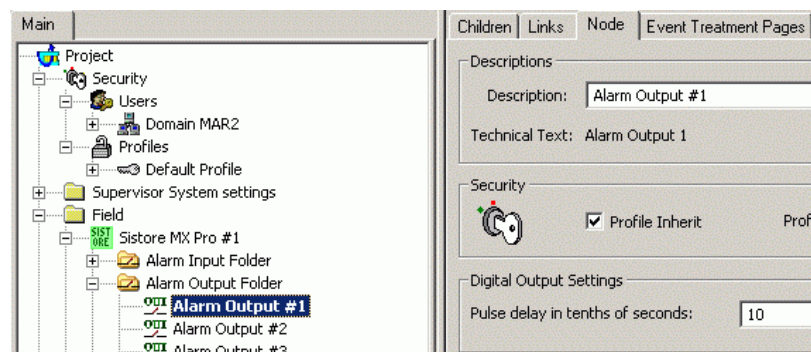 Main
Project
Security
Users
Domain MAR2
Profiles
Default Profile
Supervisor System settings
Field
SIST
ORE
Sistore MX Pro #1
Alarm Input Folder
Alarm Output Folder
OUT
Alarm Output #1
OUT
Alarm Output #2
OUT
Alarm Output #3
Children Links Node Event Treatment Pages
Descriptions
Description: Alarm Output #1
Technical Text: Alarm Output 1
Security
Profile Inherit
Digital Output Settings
Pulse delay in tenths of seconds: 10